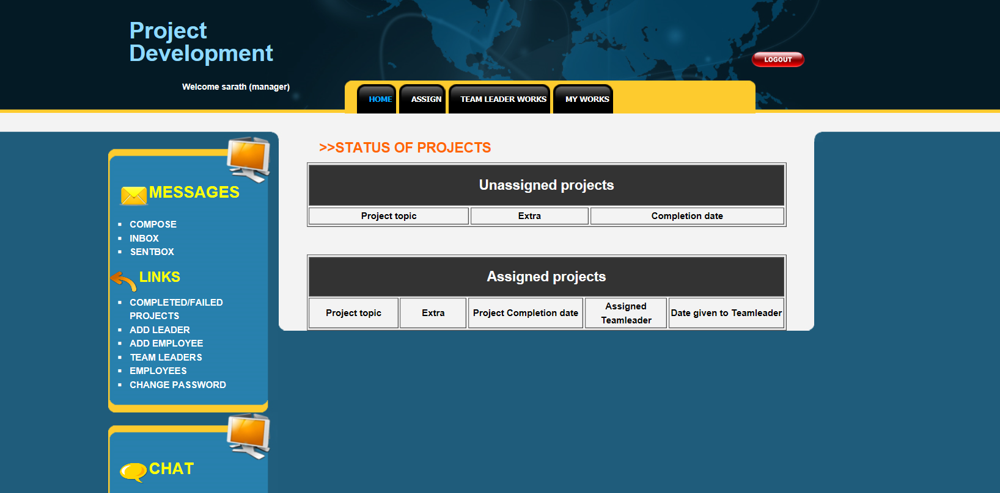 Project
Development
LOGOUT
Welcome sarath (manager)
HOME
ASSIGN
TEAM LEADER WORKS
MY WORKS
MESSAGES
COMPOSE
INBOX
SENTBOX
LINKS
COMPLETED/FAILED
PROJECTS
ADD LEADER
ADD EMPLOYEE
TEAM LEADERS
EMPLOYEES
CHANGE PASSWORD
CHAT
>>STATUS OF PROJECTS
Unassigned projects
Project topic
Extra
Completion date
Assigned projects
Project topic
Extra
Project Completion date
Assigned
Teamleader
Date given to Teamleader